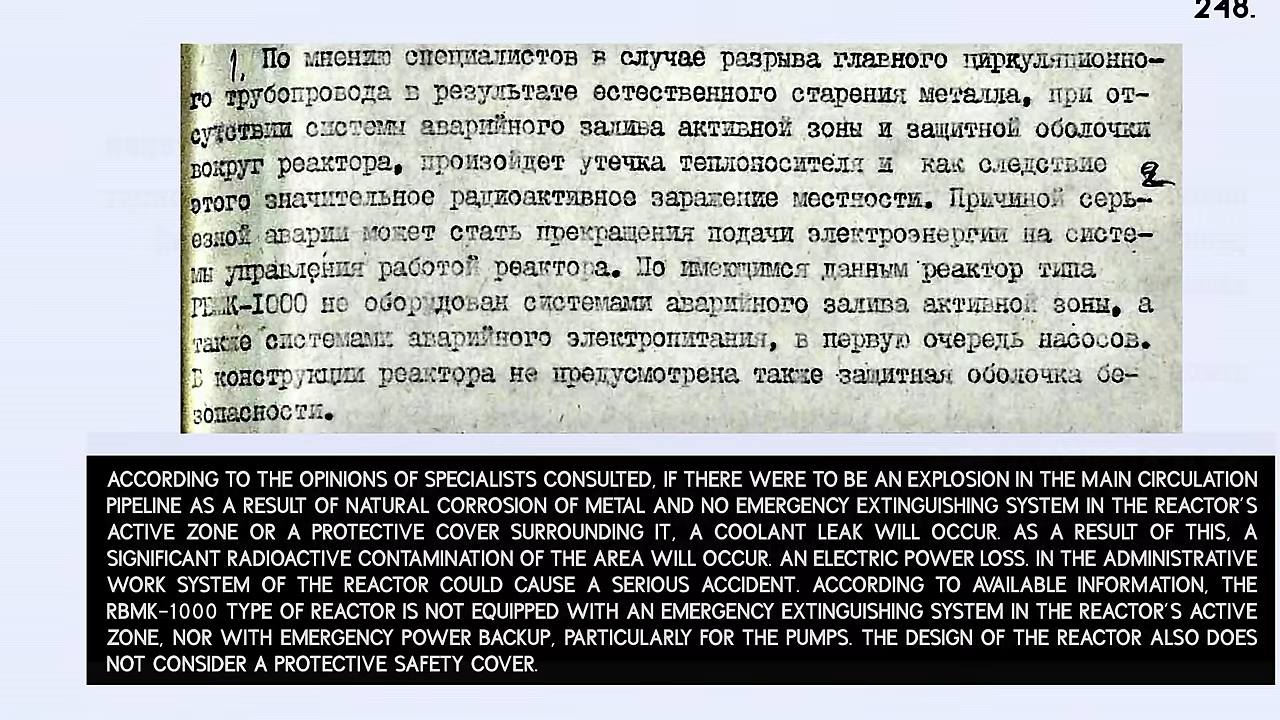 248.
1. По мнению специалистов в случае разрыва главного циркуляционно-
го трубопровода в результате естественного старения металла, при от-
сутствии системы аварийного залива активной зоны и защитной оболочки
вокруг реактора, произойдет утечка теплоносителя и как следствие
этого значительное радиоактивное заражение местности. Причиной серь-
езной аварии может стать прекращения подачи электроэнергии на систе-
мы управления работой реактора. По имеющимся данным реактор типа
РБМК-1000 не оборудован системами аварийного залива активной зоны, а
также системами аварийного электропитания, в первую очередь насосов.
В конструкции реактора не предусмотрена также защитная оболочка бе-
зопасности.
ACCORDING TO THE OPINIONS OF SPECIALISTS CONSULTED, IF THERE WERE TO BE AN EXPLOSION IN THE MAIN CIRCULATION
PIPELINE AS A RESULT OF NATURAL CORROSION OF METAL AND NO EMERGENCY EXTINGUISHING SYSTEM IN THE REACTOR'S
ACTIVE ZONE OR A PROTECTIVE COVER SURROUNDING IT, A COOLANT LEAK WILL OCCUR. AS A RESULT OF THIS, A
SIGNIFICANT RADIOACTIVE CONTAMINATION OF THE AREA WILL OCCUR. AN ELECTRIC POWER LOSS. IN THE ADMINISTRATIVE
WORK SYSTEM OF THE REACTOR COULD CAUSE A SERIOUS ACCIDENT. ACCORDING TO AVAILABLE INFORMATION, THE
RBMK-1000 TYPE OF REACTOR IS NOT EQUIPPED WITH AN EMERGENCY EXTINGUISHING SYSTEM IN THE REACTOR'S ACTIVE
ZONE, NOR WITH EMERGENCY POWER BACKUP, PARTICULARLY FOR THE PUMPS. THE DESIGN OF THE REACTOR ALSO DOES
NOT CONSIDER A PROTECTIVE SAFETY COVER.